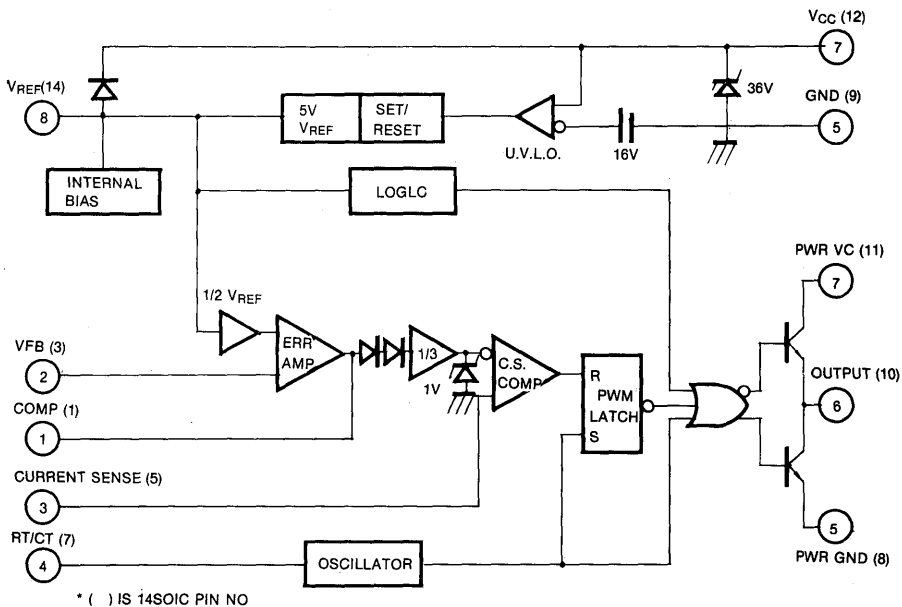 VCC (12)
7
VREF(14)
8
5V
VREF
SET/
RESET
U.V.L.O.
16V
36V
GND (9)
5
INTERNAL
BIAS
LOGLC
PWR VC (11)
7
1/2 VREF
ERR
AMP
1/3
1V
C.S.
COMP
R
PWM
LATCH
S
VFB (3)
2
COMP (1)
1
OUTPUT (10)
6
CURRENT SENSE (5)
3
RT/CT (7)
4
OSCILLATOR
5
PWR GND (8)
* ( ) IS 14SOIC PIN NO